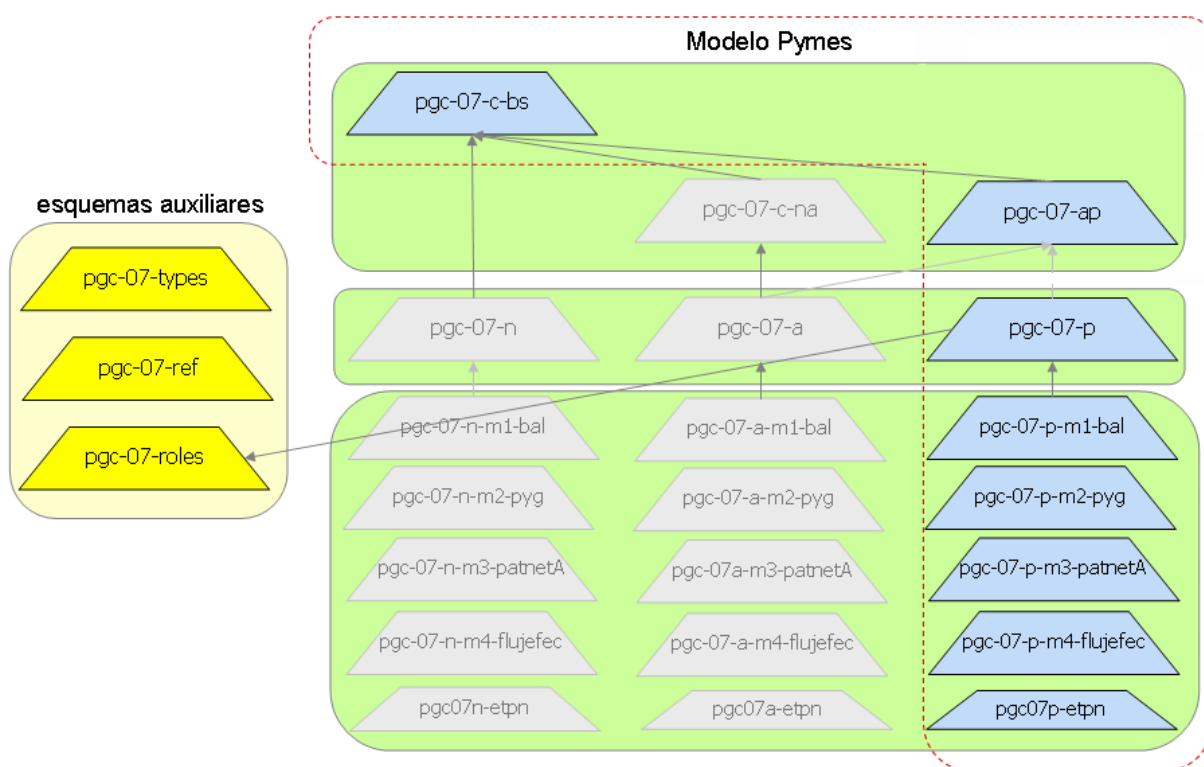 Modelo Pymes
pgc-07-c-bs
esquemas auxiliares
pgc-07-c-na
pgc-07-ap
pgc-07-types
pgc-07-n
pgc-07-a
pgc-07-p
pgc-07-ref
pgc-07-n-m1-bal
pgc-07-a-m1-bal
pgc-07-p-m1-bal
pgc-07-roles
pgc-07-n-m2-pyg
pgc-07-a-m2-pyg
pgc-07-p-m2-pyg
pgc-07-n-m3-patnetA
pgc-07a-m3-patnetA
pgc-07-p-m3-patnetA
pgc-07-n-m4-flujefec
pgc-07-a-m4-flujefec
pgc-07-p-m4-flujefec
pgc07n-etpn
pgc07a-etpn
pgc07p-etpn